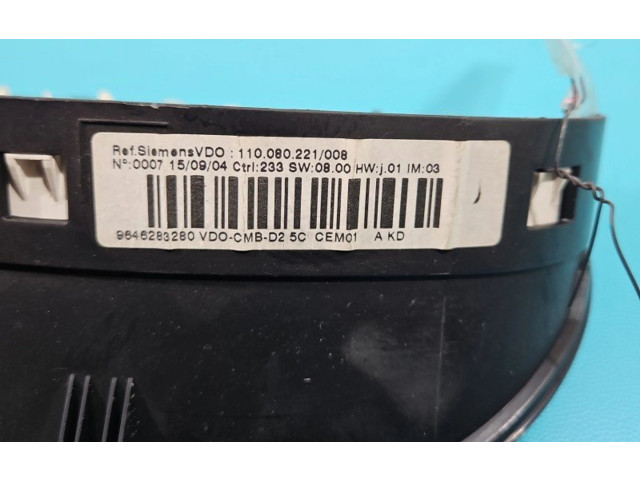 Ref.SiemensVDO : 110.080.221/008
N°:0007 15/09/04 Ctrl:233 SW:08.00 HW:j.01 IM:03
9646283280 VDO-CMB-D2 5C CEM01 A KD